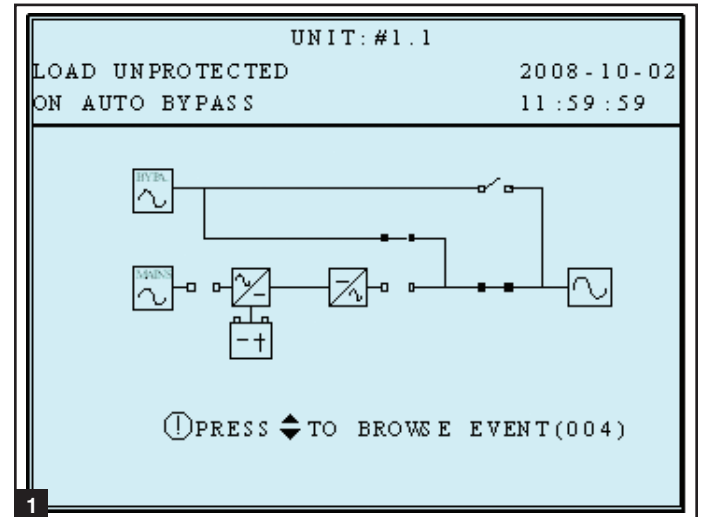 UNIT:#1.1
LOAD UNPROTECTED 2008-10-02
ON AUTO BYPASS 11:59:59
BYPA.
MAINS
PRESS TO BROWSE EVENT(004)
1